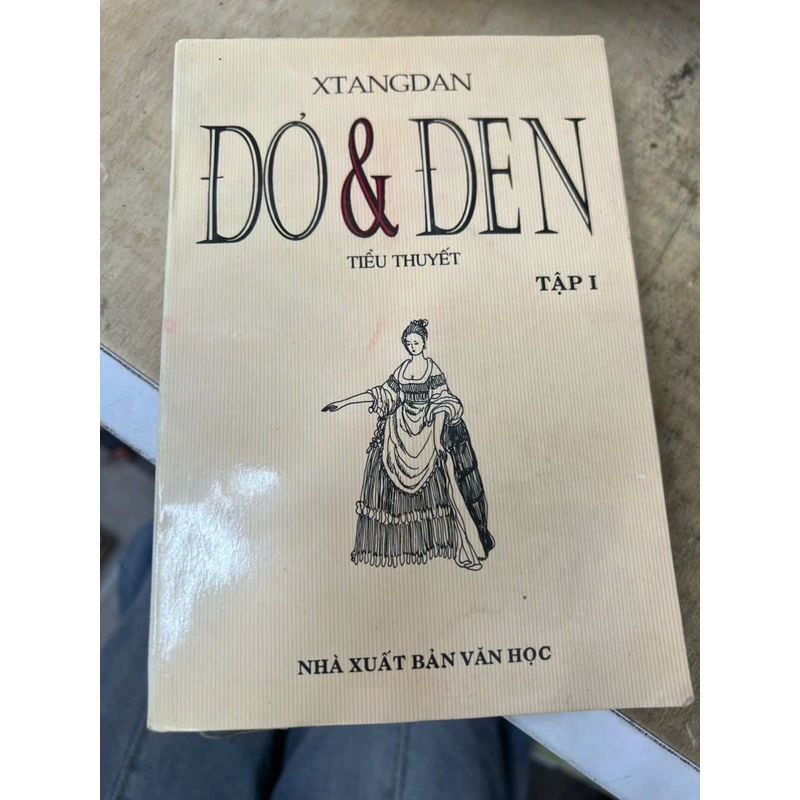 XTANGDAN
ĐỎ & ĐEN
TIỂU THUYẾT
TẬP I
NHÀ XUẤT BẢN VĂN HỌC